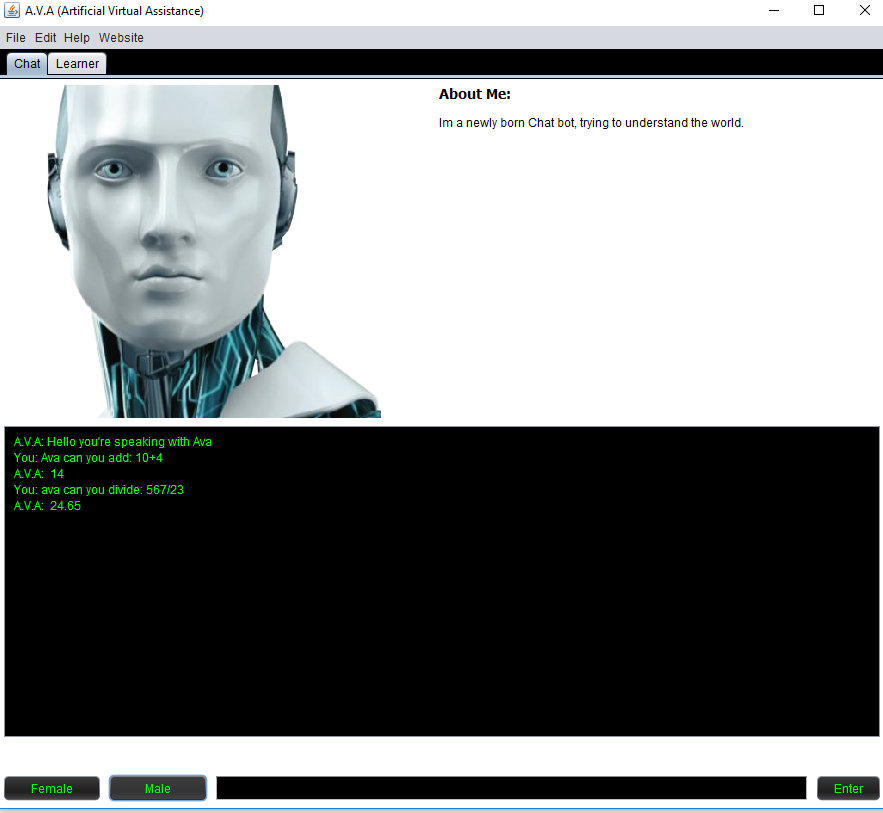 A.V.A (Artificial Virtual Assistance)
File Edit Help Website
Chat Learner
About Me:
Im a newly born Chat bot, trying to understand the world.
A.V.A: Hello you're speaking with Ava
You: Ava can you add: 10+4
A.V.A:  14
You: ava can you divide: 567/23
A.V.A:  24.65
Female Male Enter